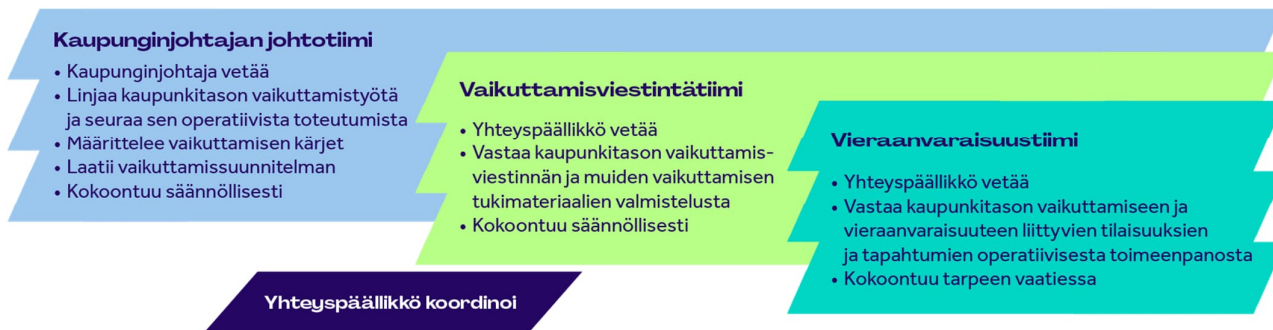 Kaupunginjohtajan johtotiimi
• Kaupunginjohtaja vetää
• Linjaa kaupunkitason vaikuttamistyötä
ja seuraa sen operatiivista toteutumista
• Määrittelee vaikuttamisen kärjet
• Laatii vaikuttamissuunnitelman
• Kokoontuu säännöllisesti
Vaikuttamisviestintätiimi
• Yhteyspäällikkö vetää
• Vastaa kaupunkitason vaikuttamis-
viestinnän ja muiden vaikuttamisen
tukimateriaalien valmistelusta
• Kokoontuu säännöllisesti
Vieraanvaraisuustiimi
• Yhteyspäällikkö vetää
• Vastaa kaupunkitason vaikuttamiseen ja
vieraanvaraisuuteen liittyvien tilaisuuksien
ja tapahtumien operatiivisesta toimeenpanosta
• Kokoontuu tarpeen vaatiessa
Yhteyspäällikkö koordinoi